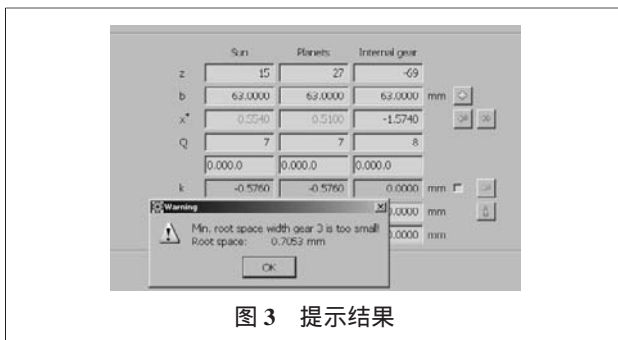 Sun Planets Internal gear
z 15 27 -69
b 63.0000 63.0000 63.0000 mm
x* 0.5540 0.5100 -1.5740
Q 7 7 8
0.000.0 0.000.0 0.000.0
k -0.5760 -0.5760 0.0000 mm
0.0000 mm
0.0000 mm
Warning
Min. root space width gear 3 is too small!
Root space: 0.7053 mm
OK
图 3 提示结果